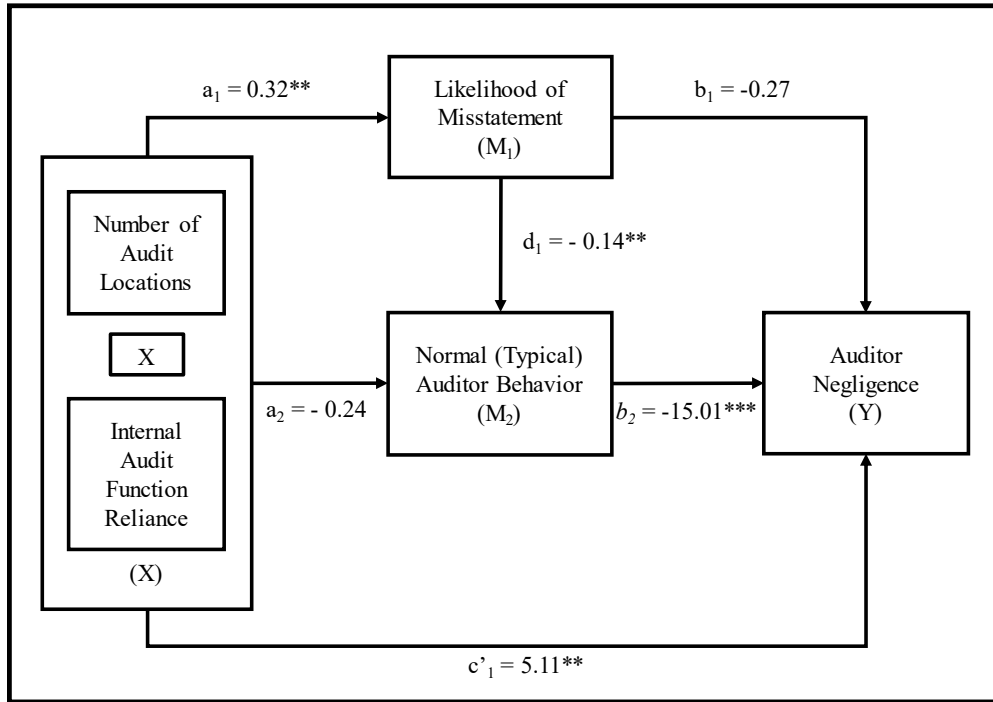 a₁ = 0.32**
Likelihood of
Misstatement
(M₁)
b₁ = -0.27
Number of
Audit
Locations
d₁ = - 0.14**
X
Internal
Audit
Function
Reliance
(X)
a₂ = - 0.24
Normal (Typical)
Auditor Behavior
(M₂)
b₂ = -15.01***
Auditor
Negligence
(Y)
c’₁ = 5.11**